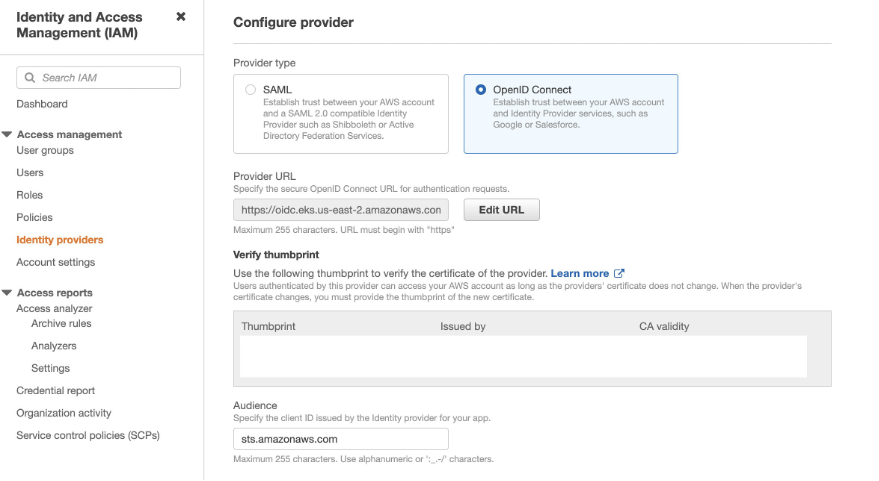 Identity and Access
Management (IAM)
Search IAM
Dashboard
Access management
User groups
Users
Roles
Policies
Identity providers
Account settings
Access reports
Access analyzer
Archive rules
Analyzers
Settings
Credential report
Organization activity
Service control policies (SCPs)
Configure provider
Provider type
SAML
Establish trust between your AWS account
and a SAML 2.0 compatible Identity
Provider such as Shibboleth or Active
Directory Federation Services.
OpenID Connect
Establish trust between your AWS account
and Identity Provider services, such as
Google or Salesforce.
Provider URL
Specify the secure OpenID Connect URL for authentication requests.
https://oidc.eks.us-east-2.amazonaws.con
Edit URL
Maximum 255 characters. URL must begin with "https"
Verify thumbprint
Use the following thumbprint to verify the certificate of the provider. Learn more
Users authenticated by this provider can access your AWS account as long as the providers' certificate does not change. When the provider's
certificate changes, you must provide the thumbprint of the new certificate.
Thumbprint Issued by CA validity
Audience
Specify the client ID issued by the Identity provider for your app.
sts.amazonaws.com
Maximum 255 characters. Use alphanumeric or ':_.-/' characters.